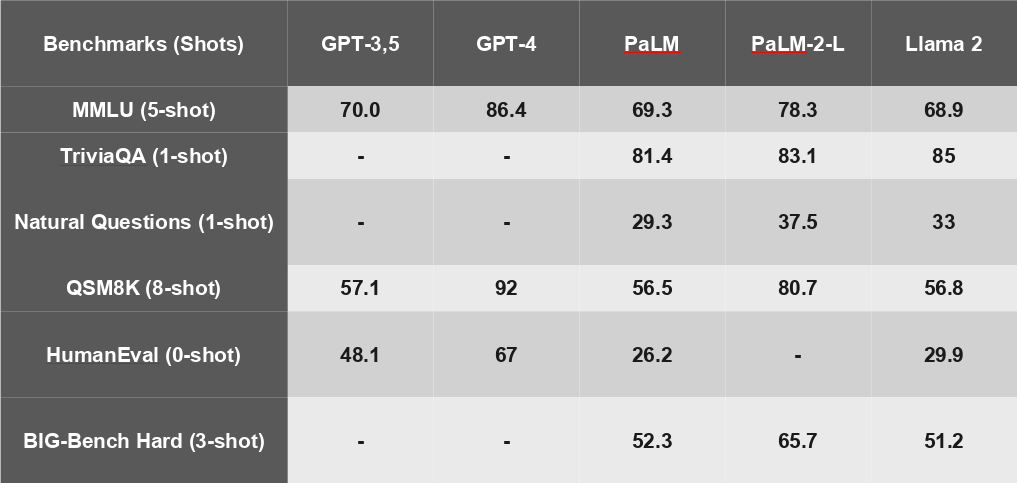 Benchmarks (Shots) GPT-3,5 GPT-4 PaLM PaLM-2-L Llama 2
MMLU (5-shot) 70.0 86.4 69.3 78.3 68.9
TriviaQA (1-shot) - - 81.4 83.1 85
Natural Questions (1-shot) - - 29.3 37.5 33
QSM8K (8-shot) 57.1 92 56.5 80.7 56.8
HumanEval (0-shot) 48.1 67 26.2 - 29.9
BIG-Bench Hard (3-shot) - - 52.3 65.7 51.2